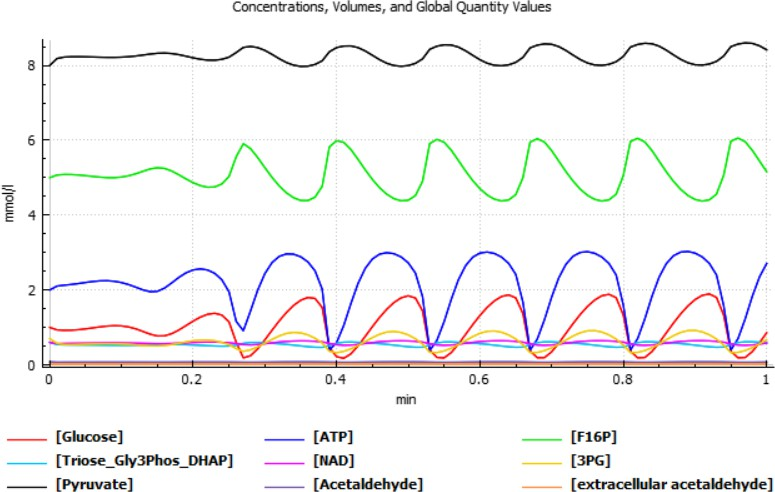 Concentrations, Volumes, and Global Quantity Values
mmol/l
8
6
4
2
0
0 0.2 0.4 0.6 0.8 1
min
[Glucose] [ATP] [F16P]
[Triose_Gly3Phos_DHAP] [NAD] [3PG]
[Pyruvate] [Acetaldehyde] [extracellular acetaldehyde]